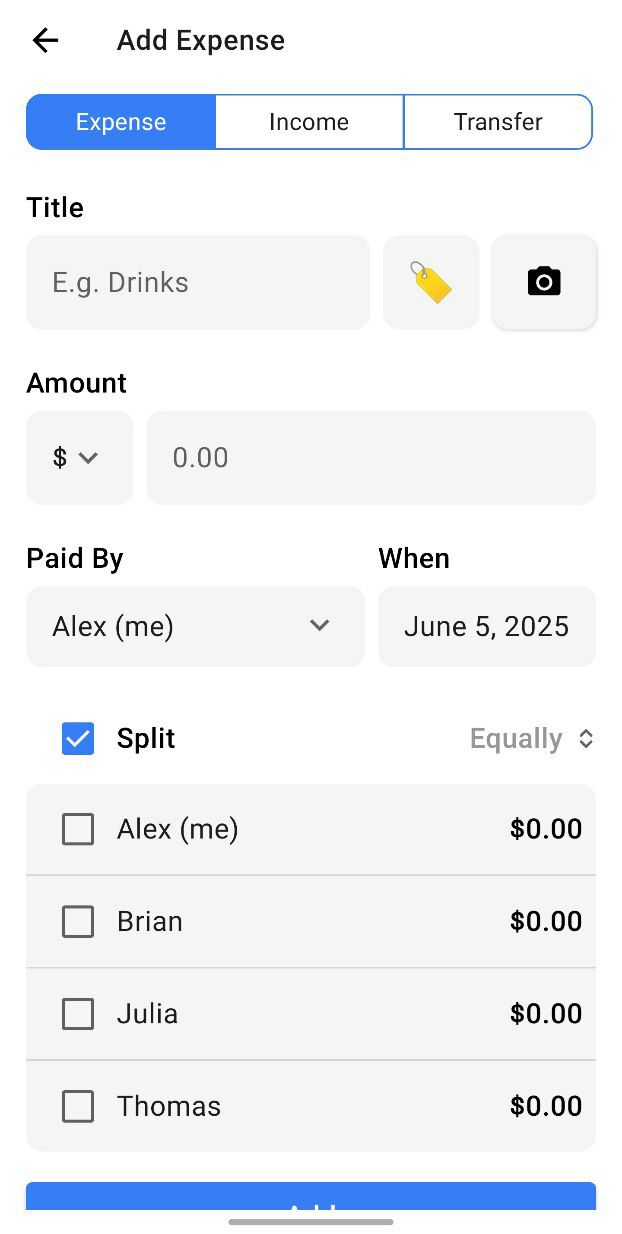 Add Expense
Expense Income Transfer
Title
E.g. Drinks
Amount
$ 0.00
Paid By When
Alex (me) June 5, 2025
Split Equally
Alex (me) $0.00
Brian $0.00
Julia $0.00
Thomas $0.00